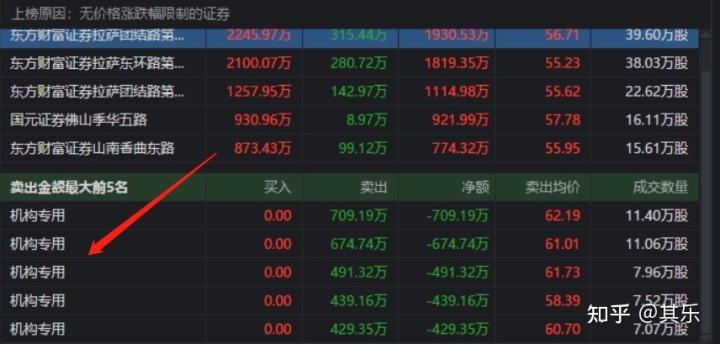 上榜原因：无价格涨跌幅限制的证券
东方财富证券拉萨团结路第... 2245.97万 315.44万 1930.53万 56.71 39.60万股
东方财富证券拉萨东环路第... 2100.07万 280.72万 1819.35万 55.23 38.03万股
东方财富证券拉萨团结路第... 1257.95万 142.97万 1114.98万 55.62 22.62万股
国元证券佛山季华五路 930.96万 8.97万 921.99万 57.78 16.11万股
东方财富证券山南香曲东路 873.43万 99.12万 774.32万 55.95 15.61万股
卖出金额最大前5名 买入 卖出 净额 卖出均价 成交数量
机构专用 0.00 709.19万 -709.19万 62.19 11.40万股
机构专用 0.00 674.74万 -674.74万 61.01 11.06万股
机构专用 0.00 491.32万 -491.32万 61.73 7.96万股
机构专用 0.00 439.16万 -439.16万 58.39 7.52万股
机构专用 0.00 429.35万 -429.35万 60.70 7.07万股
知乎 @其乐